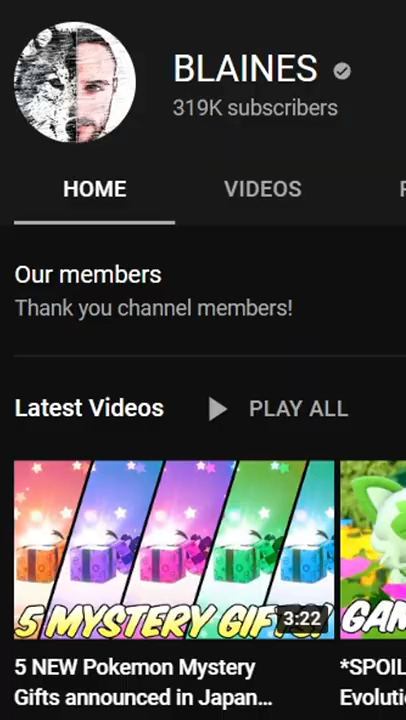 BLAINES
319K subscribers
HOME VIDEOS
Our members
Thank you channel members!
Latest Videos PLAY ALL
5 MYSTERY GIF
3:22
GAM
5 NEW Pokemon Mystery
Gifts announced in Japan...
*SPOIL
Evoluti